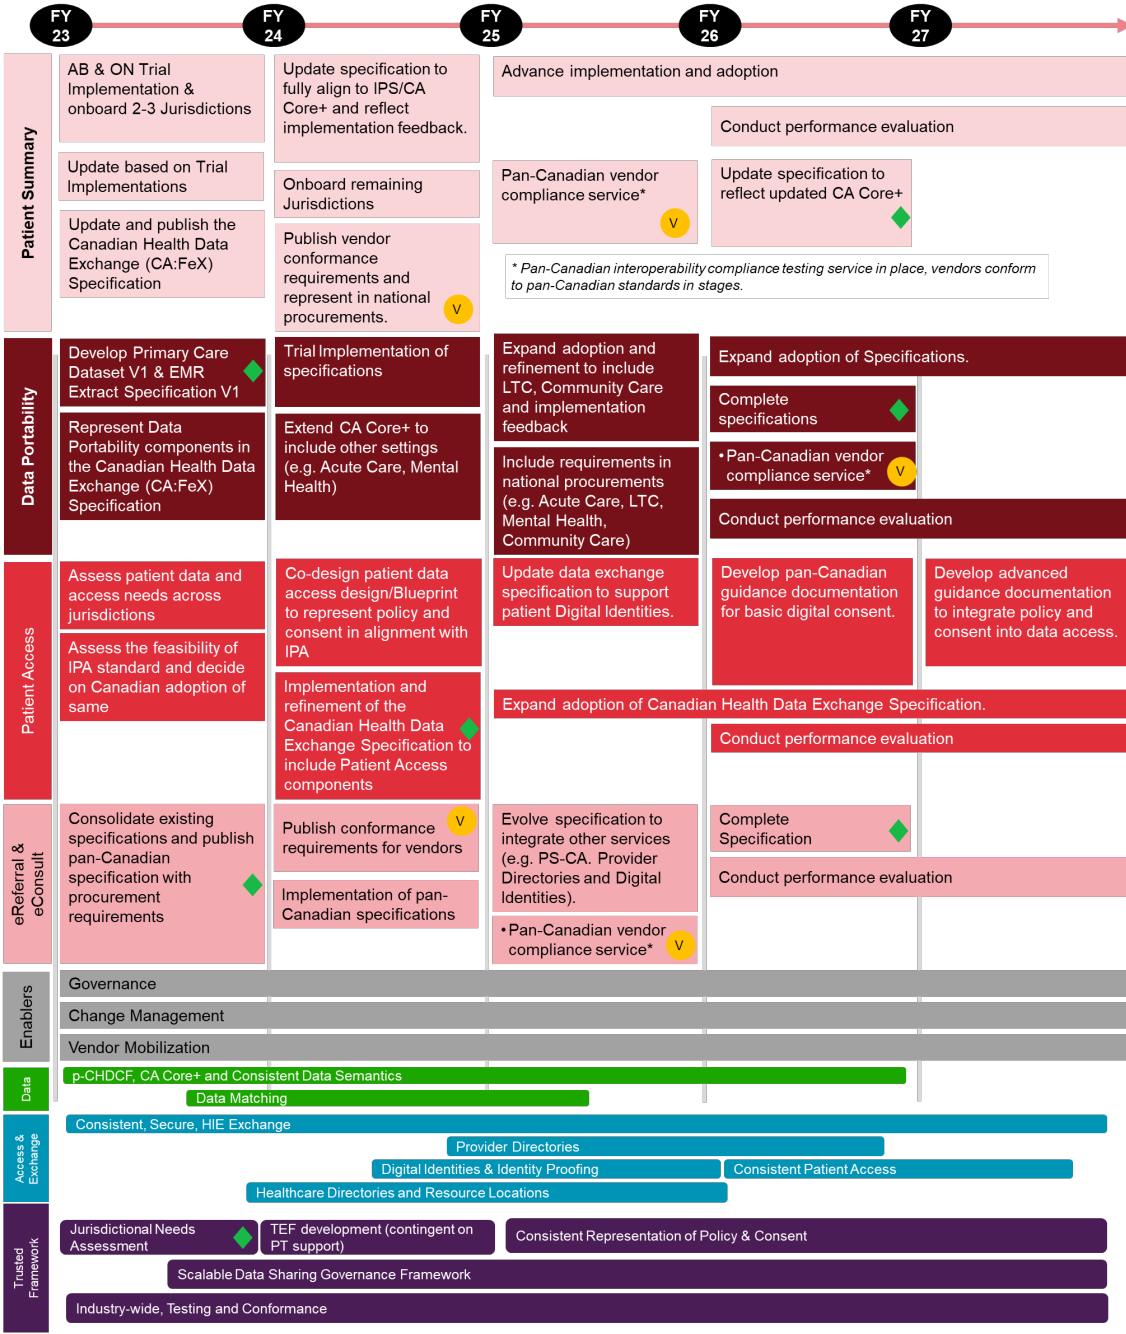 FY
23
FY
24
FY
25
FY
26
FY
27
Patient Summary
AB & ON Trial
Implementation &
onboard 2-3 Jurisdictions
Update based on Trial
Implementations
Update and publish the
Canadian Health Data
Exchange (CA:FeX)
Specification
Update specification to
fully align to IPS/CA
Core+ and reflect
implementation feedback.
Onboard remaining
Jurisdictions
Publish vendor
conformance
requirements and
represent in national
procurements.
V
Advance implementation and adoption
Conduct performance evaluation
Pan-Canadian vendor
compliance service*
V
Update specification to
reflect updated CA Core+
* Pan-Canadian interoperability compliance testing service in place, vendors conform
to pan-Canadian standards in stages.
Data Portability
Develop Primary Care
Dataset V1 & EMR
Extract Specification V1
Represent Data
Portability components in
the Canadian Health Data
Exchange (CA:FeX)
Specification
Trial Implementation of
specifications
Extend CA Core+ to
include other settings
(e.g. Acute Care, Mental
Health)
Expand adoption and
refinement to include
LTC, Community Care
and implementation
feedback
Include requirements in
national procurements
(e.g. Acute Care, LTC,
Mental Health,
Community Care)
Expand adoption of Specifications.
Complete
specifications
• Pan-Canadian vendor
compliance service*
V
Conduct performance evaluation
Patient Access
Assess patient data and
access needs across
jurisdictions
Assess the feasibility of
IPA standard and decide
on Canadian adoption of
same
Co-design patient data
access design/Blueprint
to represent policy and
consent in alignment with
IPA
Implementation and
refinement of the
Canadian Health Data
Exchange Specification to
include Patient Access
components
Update data exchange
specification to support
patient Digital Identities.
Develop pan-Canadian
guidance documentation
for basic digital consent.
Develop advanced
guidance documentation
to integrate policy and
consent into data access.
Expand adoption of Canadian Health Data Exchange Specification.
Conduct performance evaluation
eReferral &
eConsult
Consolidate existing
specifications and publish
pan-Canadian
specification with
procurement
requirements
Publish conformance
requirements for vendors
V
Implementation of pan-
Canadian specifications
Evolve specification to
integrate other services
(e.g. PS-CA. Provider
Directories and Digital
Identities).
• Pan-Canadian vendor
compliance service*
V
Complete
Specification
Conduct performance evaluation
Enablers
Governance
Change Management
Vendor Mobilization
Data
p-CHDCF, CA Core+ and Consistent Data Semantics
Data Matching
Access &
Exchange
Consistent, Secure, HIE Exchange
Provider Directories
Digital Identities & Identity Proofing
Consistent Patient Access
Healthcare Directories and Resource Locations
Trusted
Framework
Jurisdictional Needs
Assessment
TEF development (contingent on
PT support)
Consistent Representation of Policy & Consent
Scalable Data Sharing Governance Framework
Industry-wide, Testing and Conformance